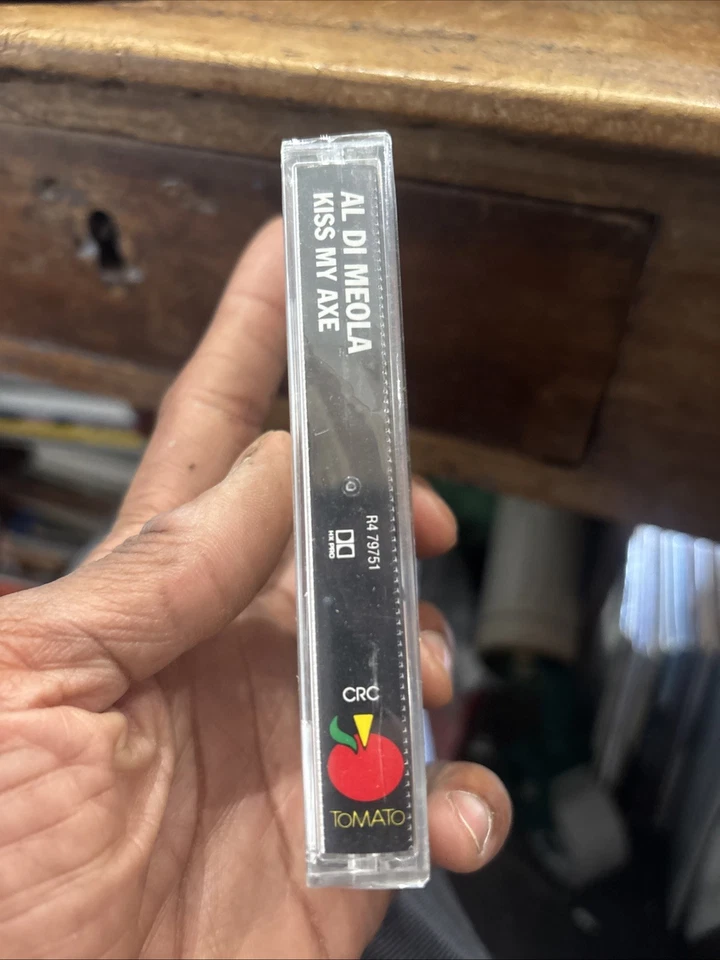 AL DI MEOLA
KISS MY AXE
R4 79751
HX PRO
CRC
TOMATO